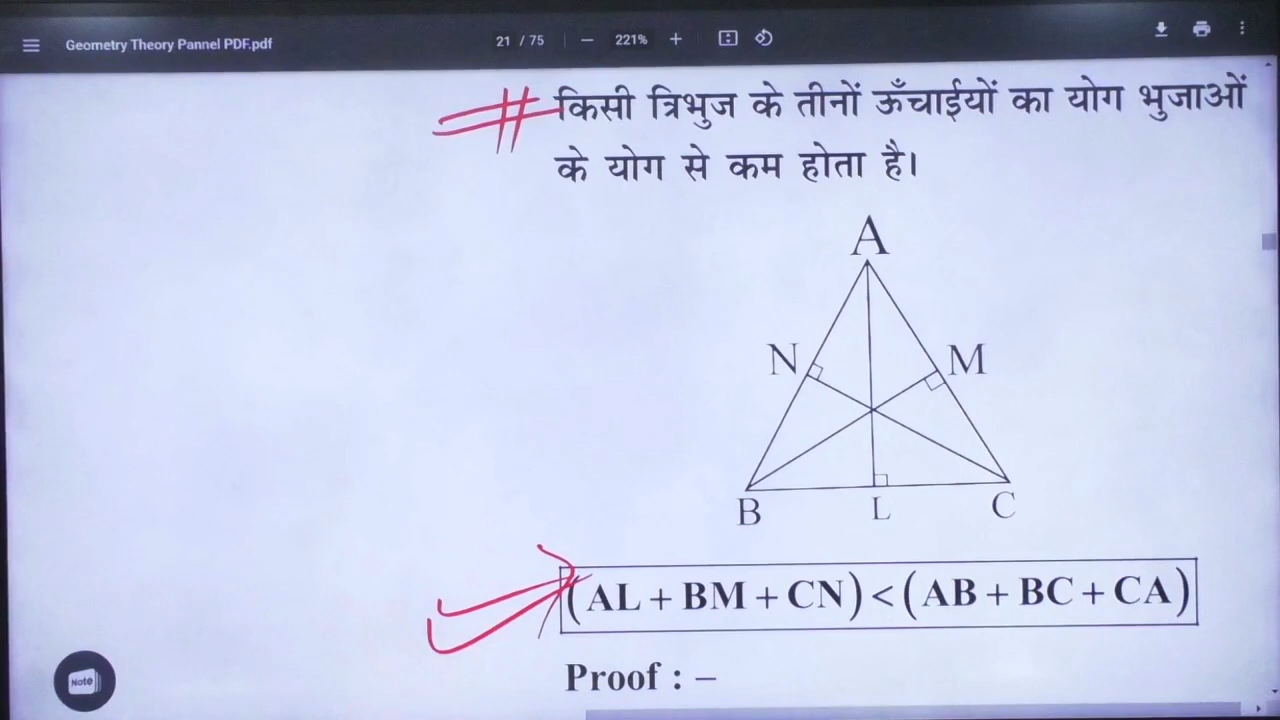 Geometry Theory Pannel PDF.pdf
21 / 75
221%
किसी त्रिभुज के तीनों ऊँचाईयों का योग भुजाओं
के योग से कम होता है।
A
N
M
B
L
C
(AL + BM + CN) < (AB + BC + CA)
Proof : –
Note